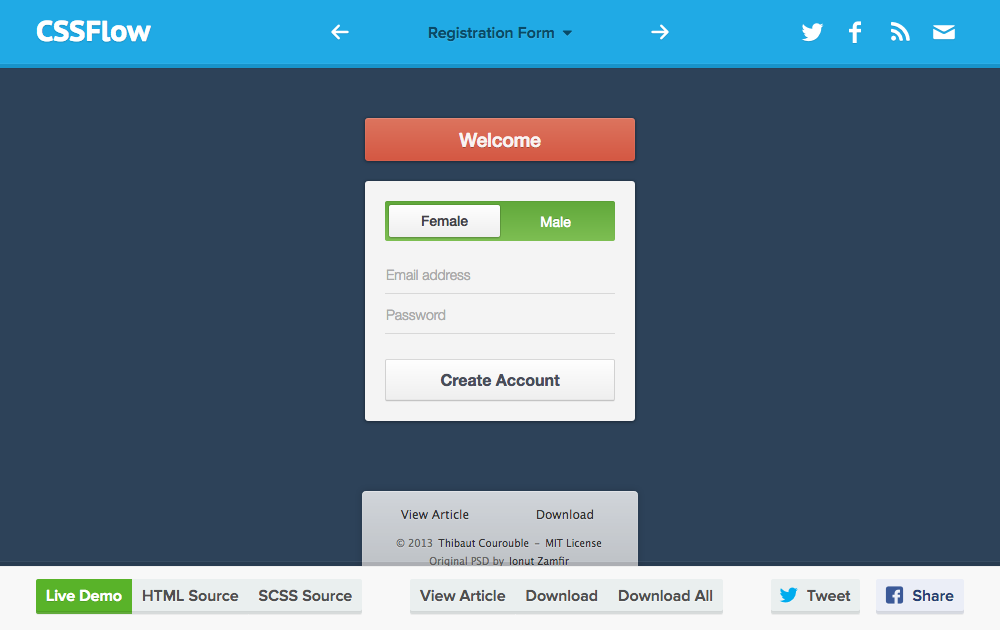 CSSFlow
Registration Form
Welcome
Female Male
Email address
Password
Create Account
View Article Download
© 2013 Thibaut Courouble – MIT License
Original PSD by Ionut Zamfir
Live Demo HTML Source SCSS Source View Article Download Download All Tweet Share